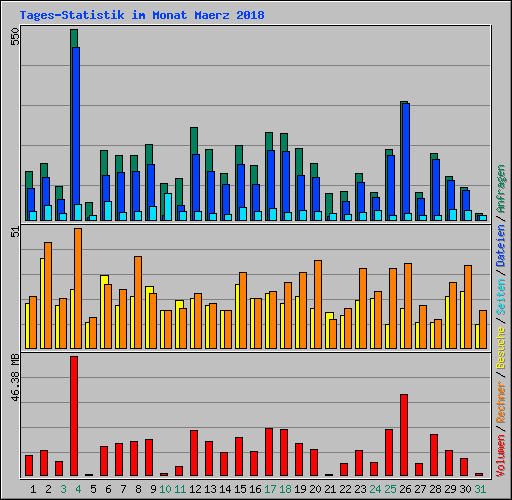 Tages-Statistik im Monat Maerz 2018
550
51
46.38 MB
Volumen / Rechner / Besuche / Seiten / Dateien / Anfragen
1 2 3 4 5 6 7 8 9 10 11 12 13 14 15 16 17 18 19 20 21 22 23 24 25 26 27 28 29 30 31